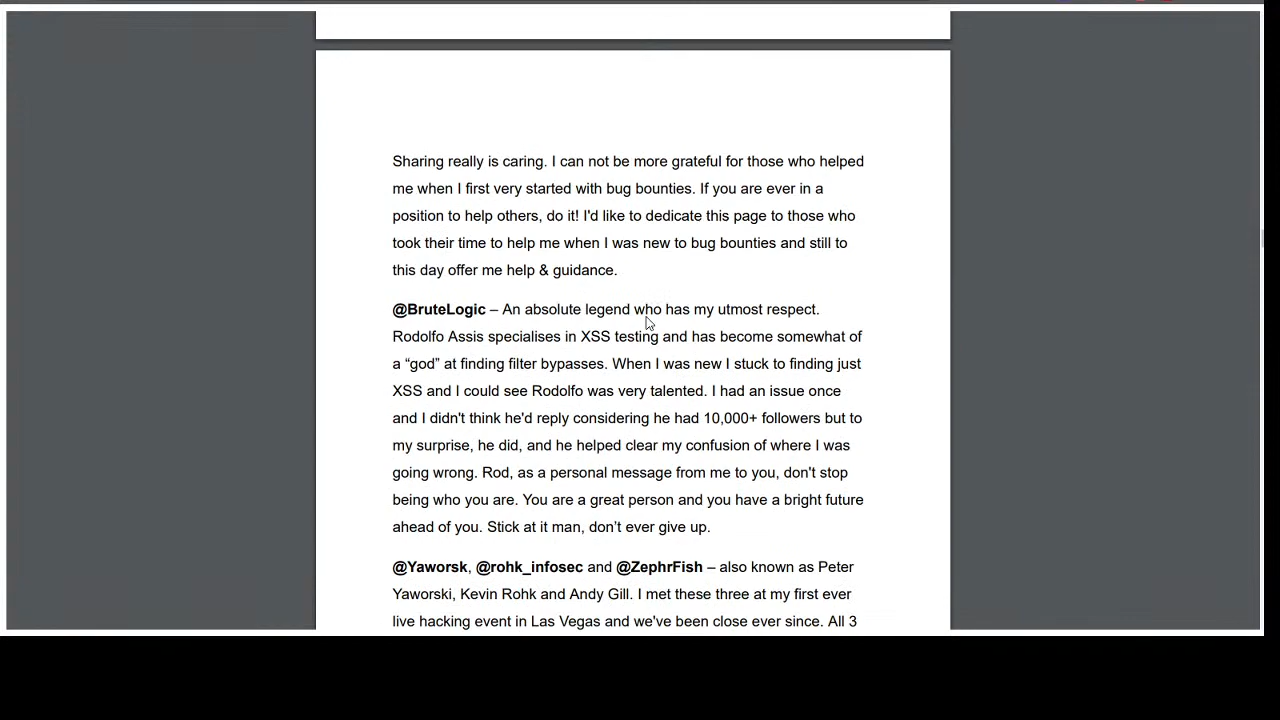 Sharing really is caring. I can not be more grateful for those who helped
me when I first very started with bug bounties. If you are ever in a
position to help others, do it! I'd like to dedicate this page to those who
took their time to help me when I was new to bug bounties and still to
this day offer me help & guidance.
@BruteLogic – An absolute legend who has my utmost respect.
Rodolfo Assis specialises in XSS testing and has become somewhat of
a “god” at finding filter bypasses. When I was new I stuck to finding just
XSS and I could see Rodolfo was very talented. I had an issue once
and I didn't think he'd reply considering he had 10,000+ followers but to
my surprise, he did, and he helped clear my confusion of where I was
going wrong. Rod, as a personal message from me to you, don't stop
being who you are. You are a great person and you have a bright future
ahead of you. Stick at it man, don’t ever give up.
@Yaworsk, @rohk_infosec and @ZephrFish – also known as Peter
Yaworski, Kevin Rohk and Andy Gill. I met these three at my first ever
live hacking event in Las Vegas and we've been close ever since. All 3